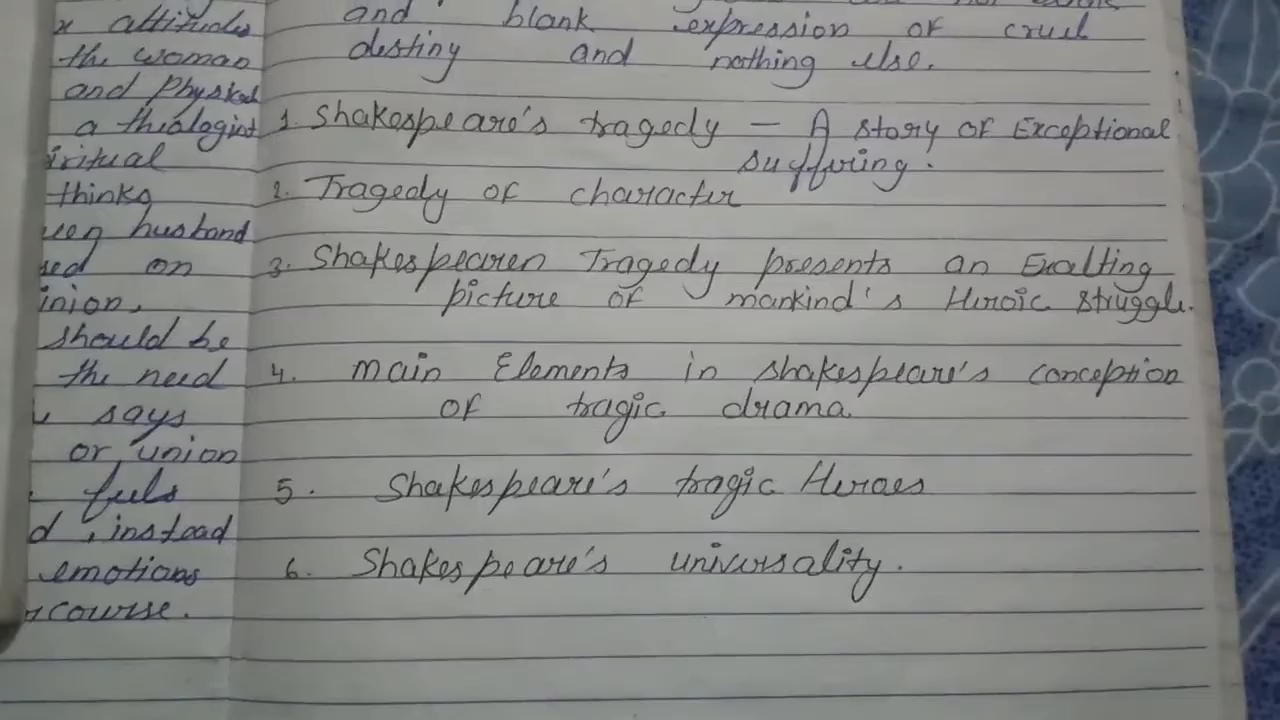 x attitudes
the woman
and Physical
a theologist
iritual
thinks
husband
on
inion,
should be
the need
says
or union
feels
d, instead
emotions
course.
and blank expression of cruel
destiny and nothing else.
1. Shakespeare's tragedy — A story of Exceptional
suffering.
2. Tragedy of character
3. Shakespearen Tragedy presents an Exalting
picture of mankind's Heroic struggle.
4. main Elements in shakespeare's conception
of tragic drama.
5. Shakespeare's tragic Heroes
6. Shakespeare's universality.